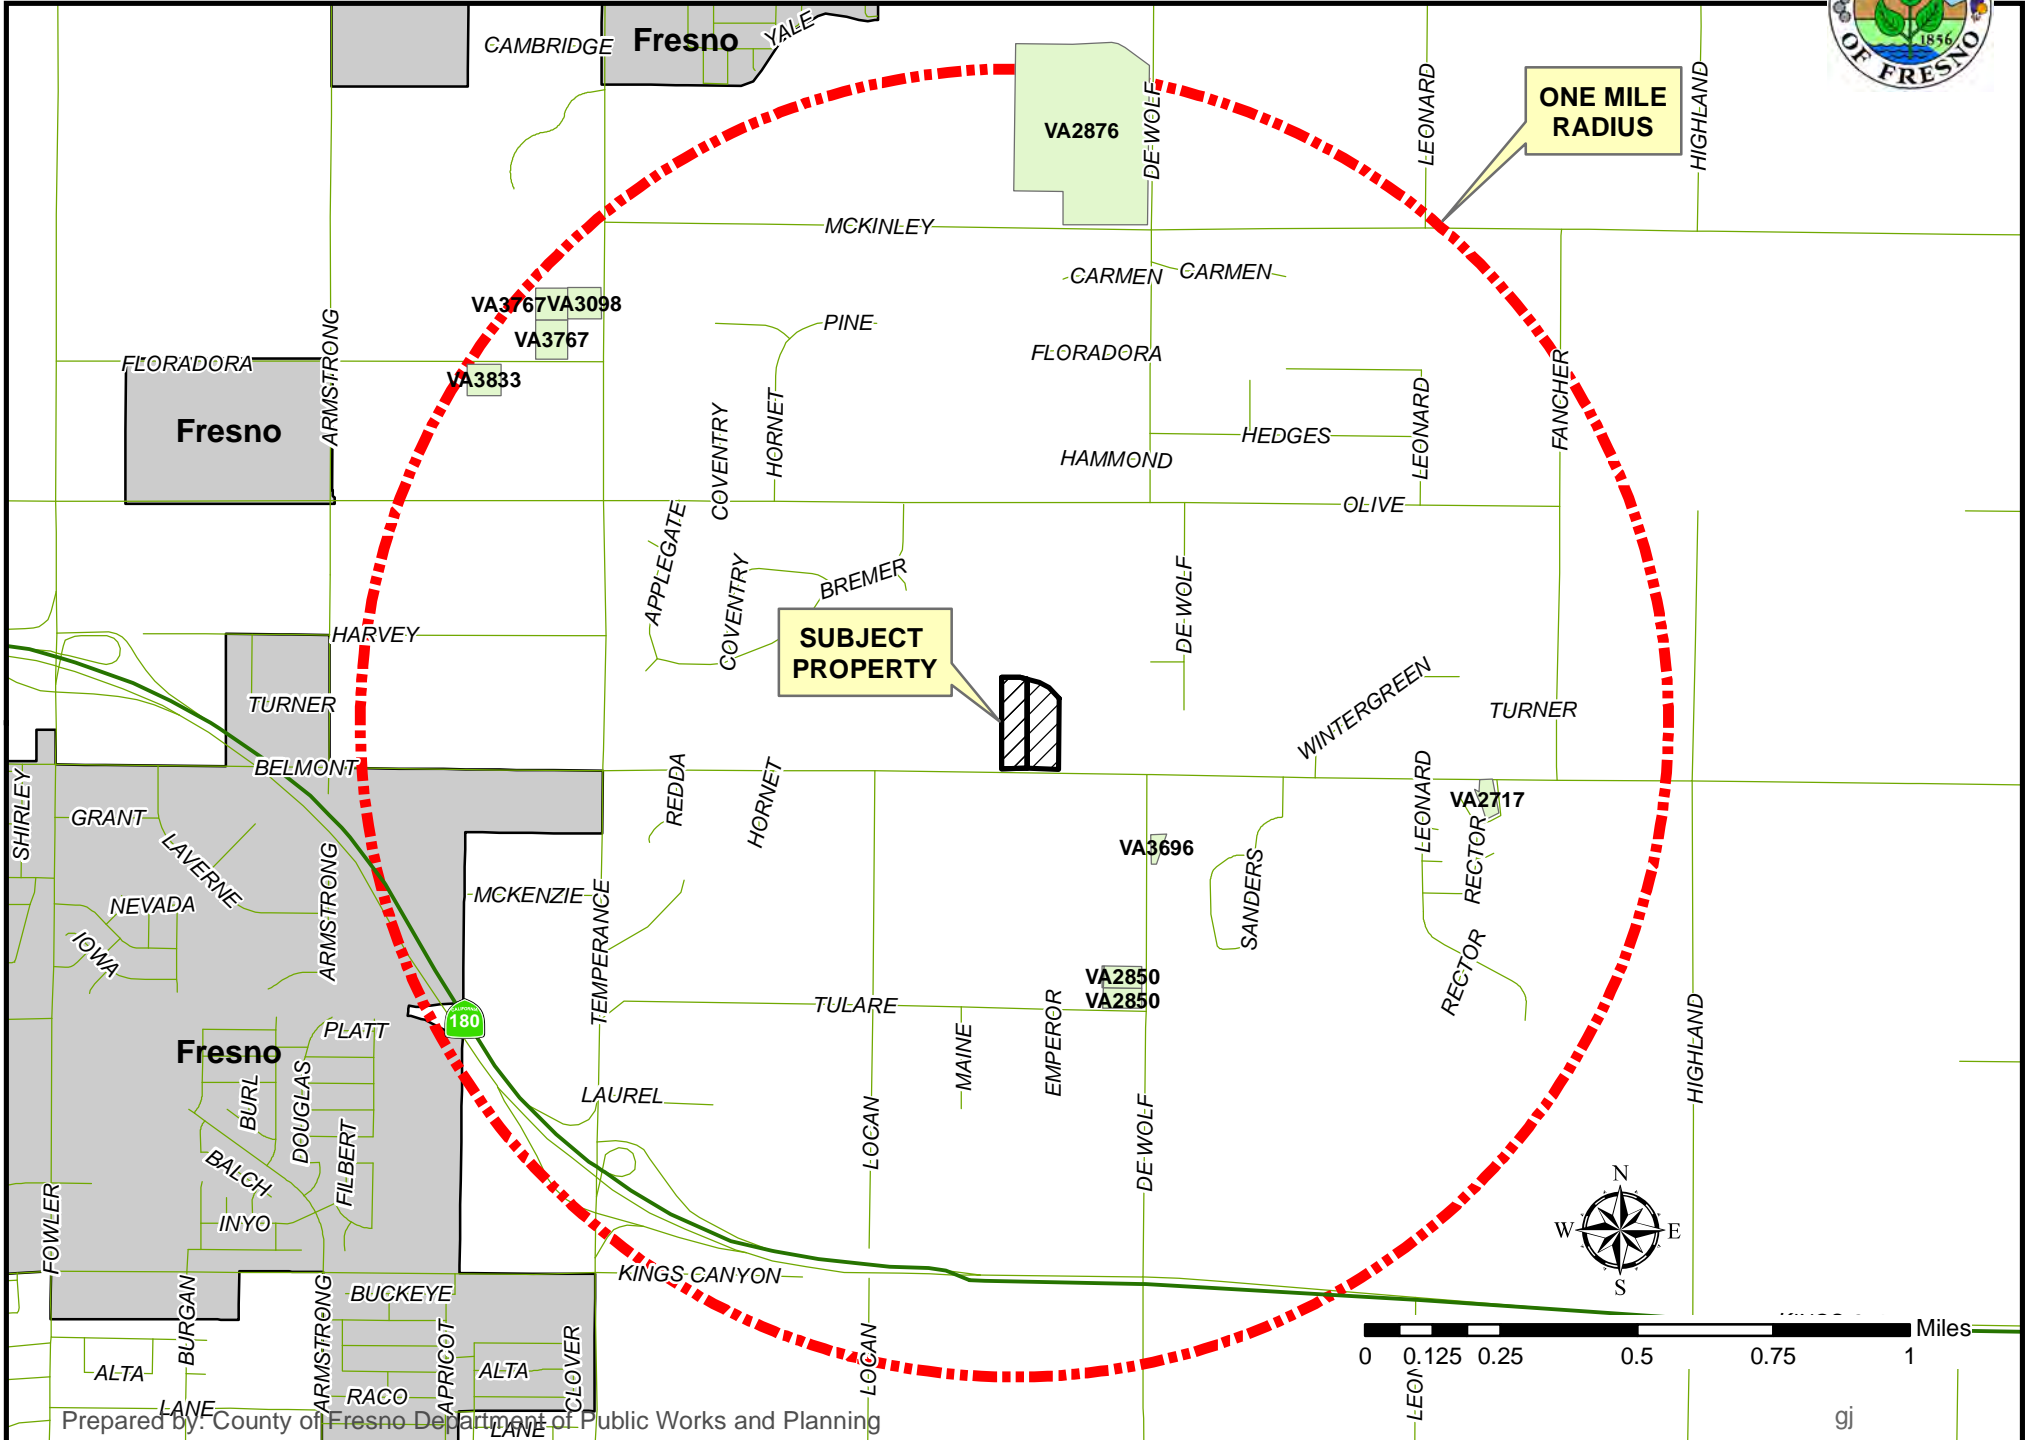 CAMBRIDGE
Fresno
YALE
1856
OF FRESNO
DE WOLF
LEONARD
HIGHLAND
ONE MILE
RADIUS
VA2876
MCKINLEY
CARMEN
CARMEN
VA3767
VA3098
VA3767
PINE
FLORADORA
FLORADORA
ARMSTRONG
VA3833
FANCHER
Fresno
COVENTRY
HORNET
HEDGES
LEONARD
HAMMOND
OLIVE
APPLEGATE
COVENTRY
BREMER
DE WOLF
HARVEY
SUBJECT
PROPERTY
TURNER
WINTERGREEN
TURNER
BELMONT
REDDA
HORNET
LEONARD
VA2717
SHIRLEY
GRANT
LAVERNE
ARMSTRONG
VA3696
SANDERS
RECTOR
MCKENZIE
TEMPERANCE
NEVADA
IOWA
RECTOR
VA2850
VA2850
TULARE
MAINE
EMPEROR
HIGHLAND
180
PLATT
Fresno
BURL
DOUGLAS
FILBERT
LAUREL
LOCAN
DEWOLF
BALCH
INYO
FOWLER
N
W
E
S
KINGS CANYON
BURGAN
ARMSTRONG
BUCKEYE
APRICOT
CLOVER
LOCAN
Miles
0
0.125
0.25
0.5
0.75
1
ALTA
ALTA
RACO
LANE
LANE
LEON
Prepared by: County of Fresno Department of Public Works and Planning
gj